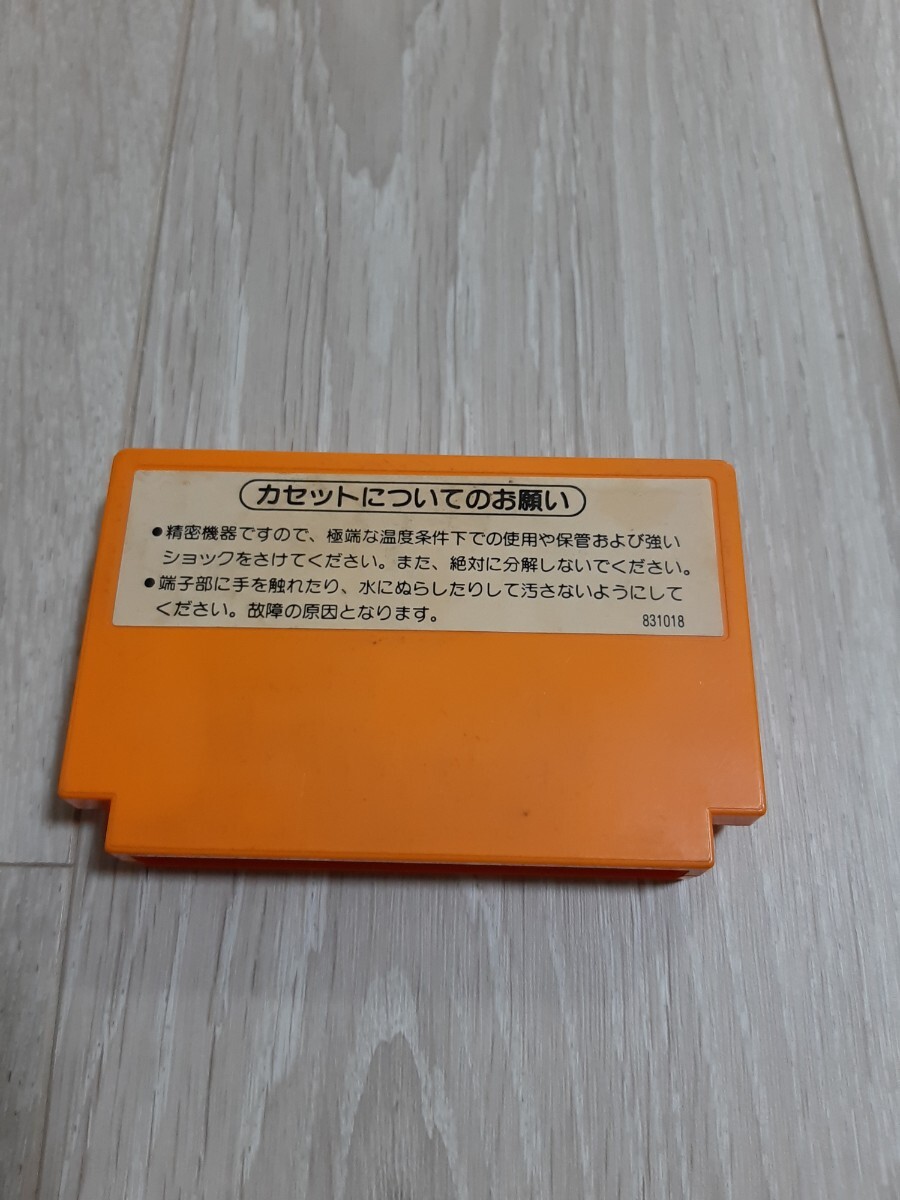 カセットについてのお願い
●精密機器ですので、極端な温度条件下での使用や保管および強い
ショックをさけてください。また、絶対に分解しないでください。
●端子部に手を触れたり、水にぬらしたりして汚さないようにして
ください。故障の原因となります。
831018